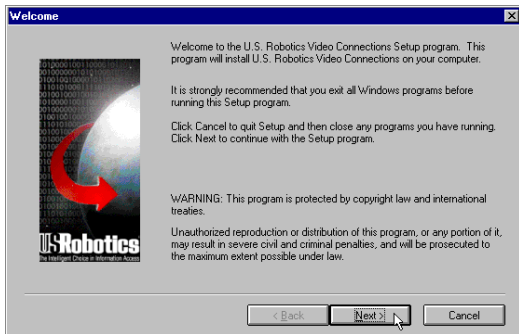 Welcome
Welcome to the U.S. Robotics Video Connections Setup program. This
program will install U.S. Robotics Video Connections on your computer.
It is strongly recommended that you exit all Windows programs before
running this Setup program.
Click Cancel to quit Setup and then close any programs you have running.
Click Next to continue with the Setup program.
WARNING: This program is protected by copyright law and international
treaties.
Unauthorized reproduction or distribution of this program, or any portion of it,
may result in severe civil and criminal penalties, and will be prosecuted to
the maximum extent possible under law.
USRobotics
The Intelligent Choice in Information Access
< Back
Next >
Cancel